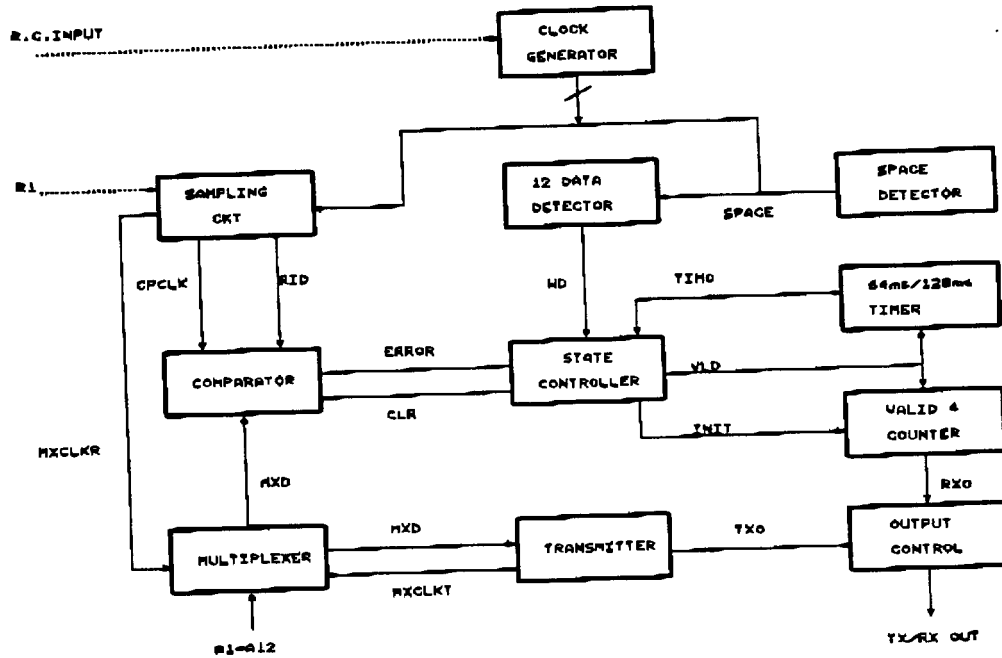 R.C.INPUT
CLOCK
GENERATOR
R1
SAMPLING
CKT
12 DATA
DETECTOR
SPACE
SPACE
DETECTOR
CPCLK
RID
WD
TIMO
64ms/128ms
TIMER
COMPARATOR
ERROR
CLR
STATE
CONTROLLER
VLD
INIT
VALID 4
COUNTER
MXCLKR
MXD
RXO
MULTIPLEXER
MXD
MXCLKT
TRANSMITTER
TXO
OUTPUT
CONTROL
A1-A12
TX/RX OUT